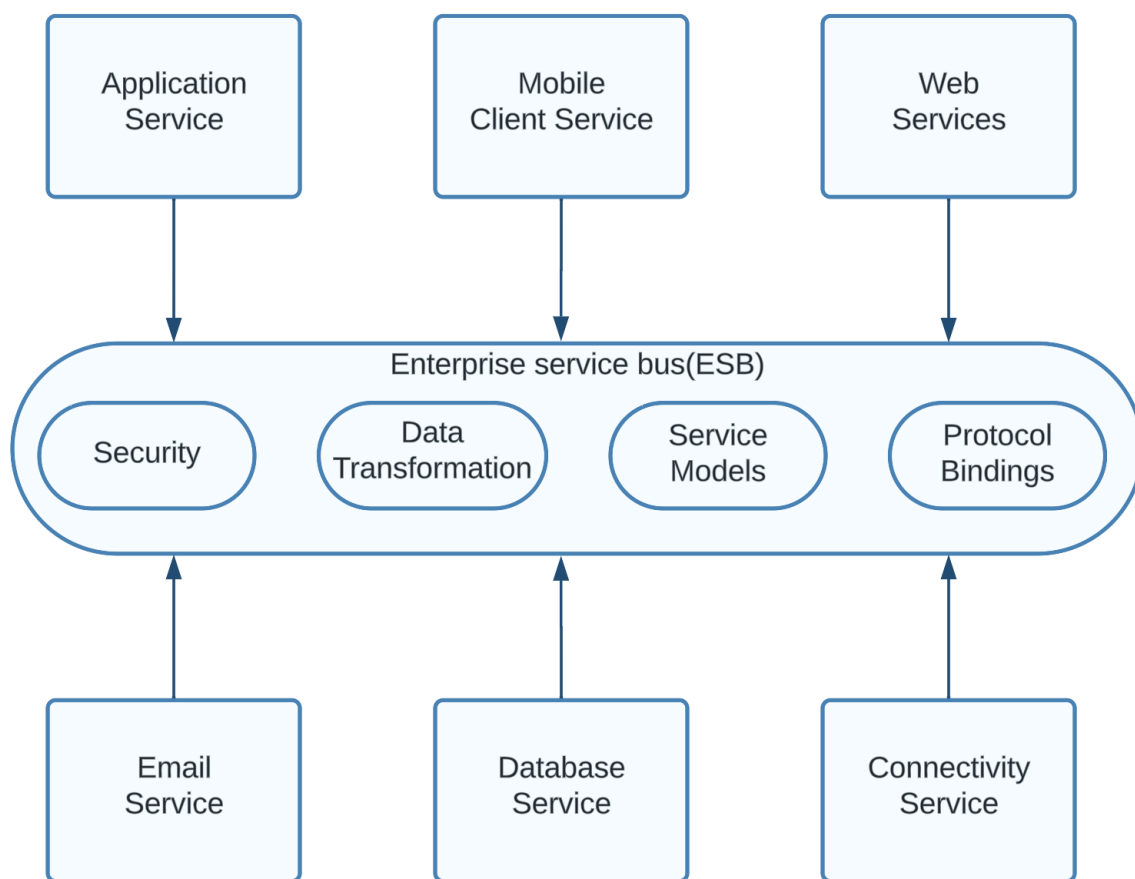 Application
Service
Mobile
Client Service
Web
Services
Enterprise service bus(ESB)
Security
Data
Transformation
Service
Models
Protocol
Bindings
Email
Service
Database
Service
Connectivity
Service